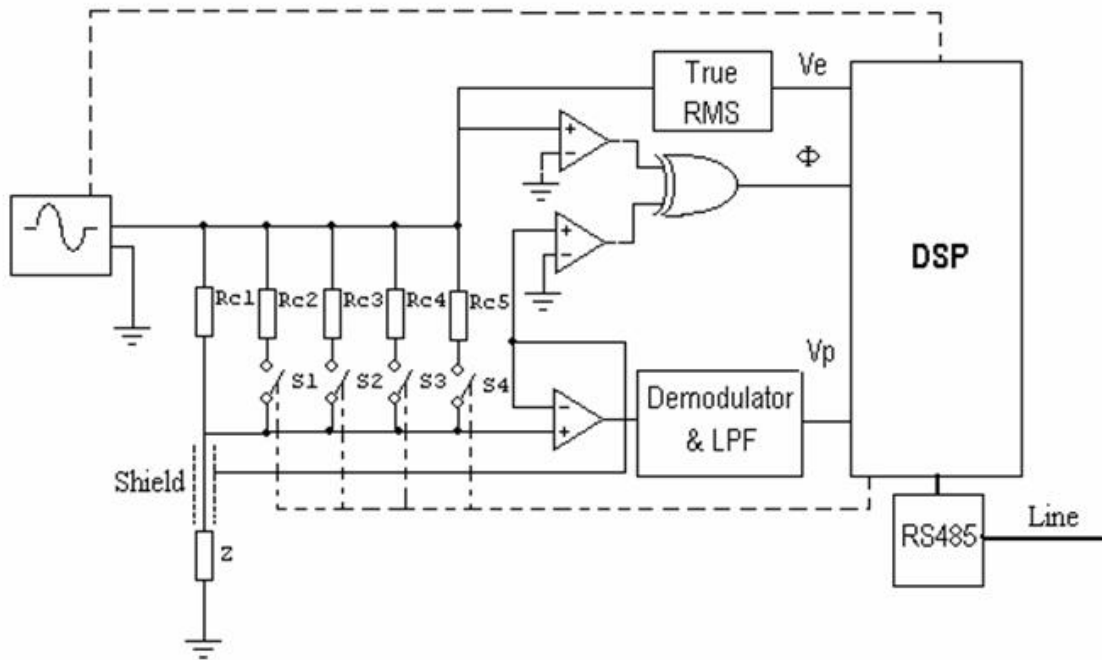 True
RMS
Ve
Φ
DSP
Rc1
Rc2
Rc3
Rc4
Rc5
S1
S2
S3
S4
Vp
Demodulator
& LPF
Shield
Z
RS485
Line